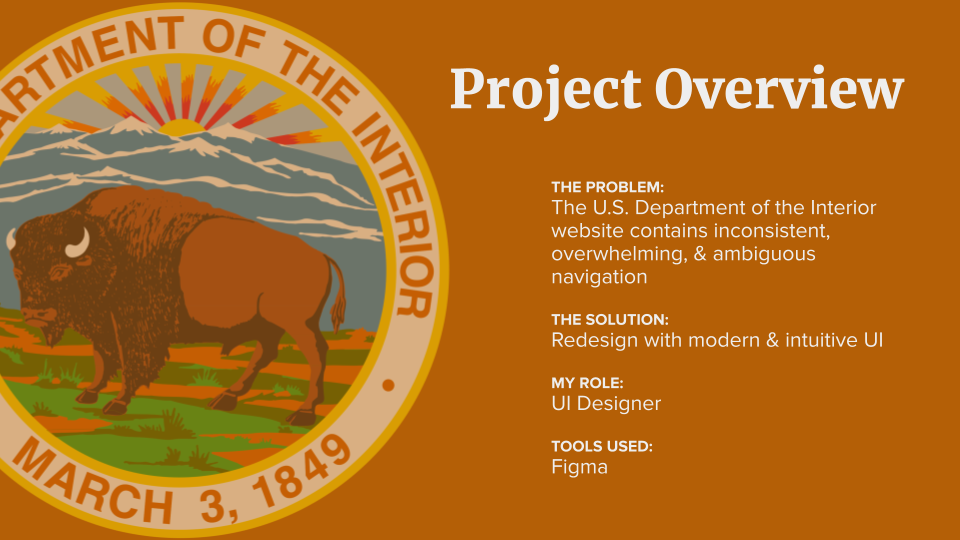 ARTMENT OF THE INTERIOR
MARCH 3, 1849
Project Overview
THE PROBLEM:
The U.S. Department of the Interior
website contains inconsistent,
overwhelming, & ambiguous
navigation
THE SOLUTION:
Redesign with modern & intuitive UI
MY ROLE:
UI Designer
TOOLS USED:
Figma